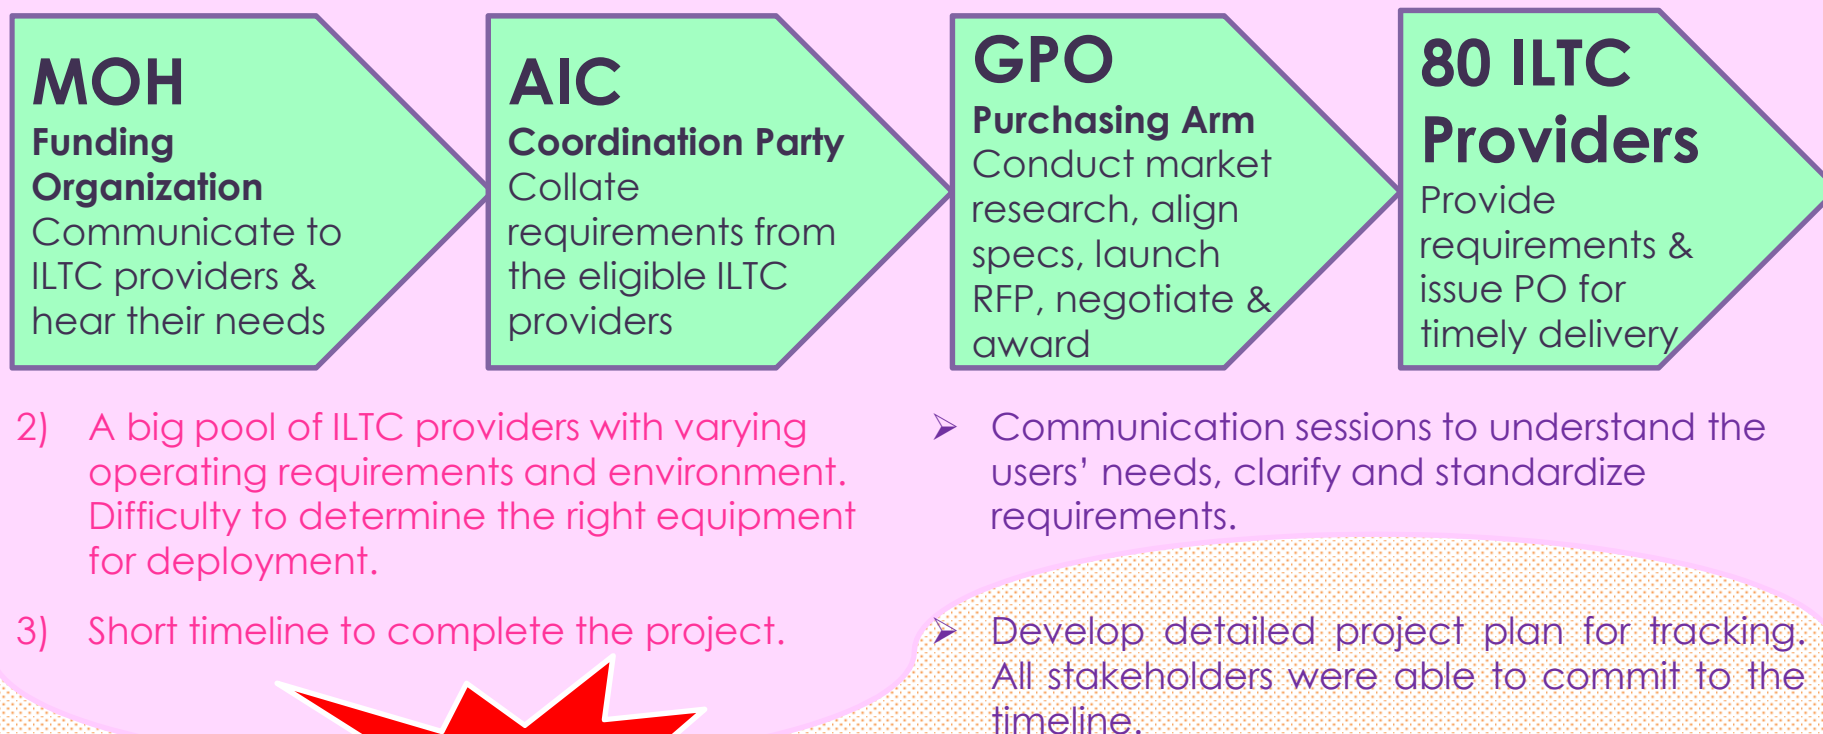 MOH
Funding
Organization
Communicate to
ILTC providers &
hear their needs
AIC
Coordination Party
Collate
requirements from
the eligible ILTC
providers
GPO
Purchasing Arm
Conduct market
research, align
specs, launch
RFP, negotiate &
award
80 ILTC
Providers
Provide
requirements &
issue PO for
timely delivery
2) A big pool of ILTC providers with varying
operating requirements and environment.
Difficulty to determine the right equipment
for deployment.
➢ Communication sessions to understand the
users’ needs, clarify and standardize
requirements.
3) Short timeline to complete the project.
➢ Develop detailed project plan for tracking.
All stakeholders were able to commit to the
timeline.